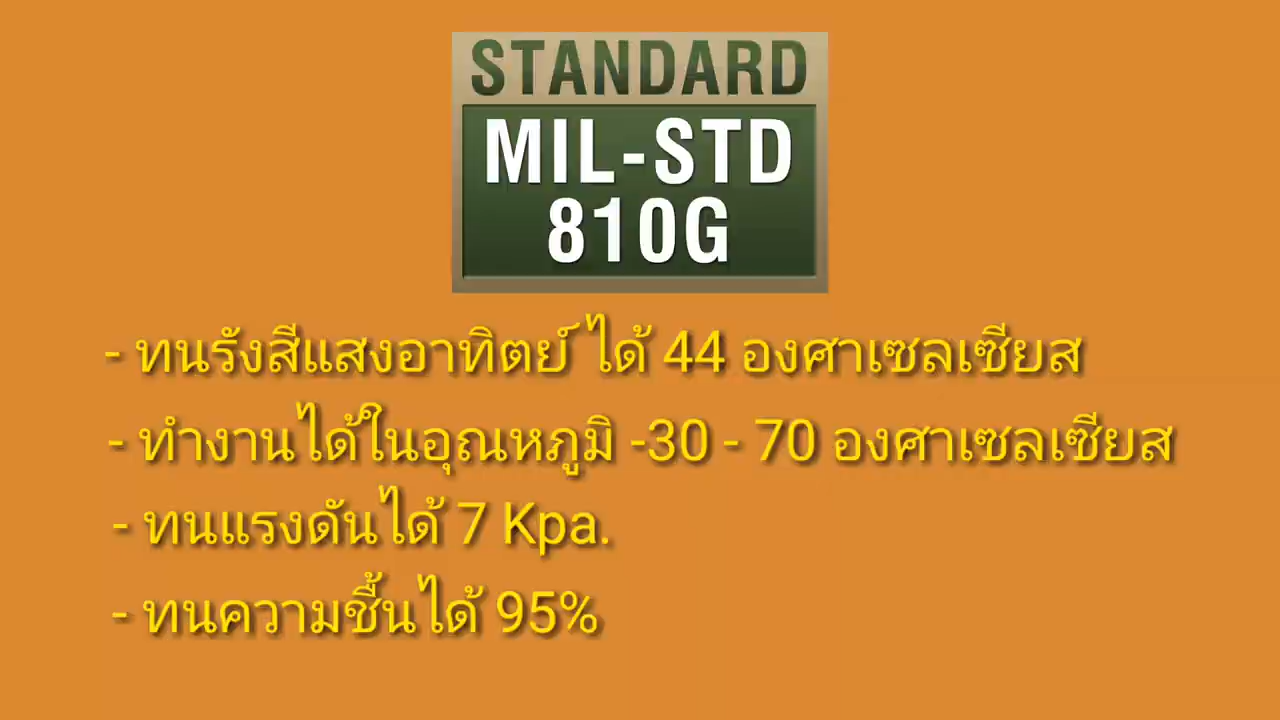 STANDARD
MIL-STD
810G
- ทนรังสีแสงอาทิตย์ ได้ 44 องศาเซลเซียส
- ทำงานได้ในอุณหภูมิ -30 - 70 องศาเซลเซียส
- ทนแรงดันได้ 7 Kpa.
- ทนความชื้นได้ 95%